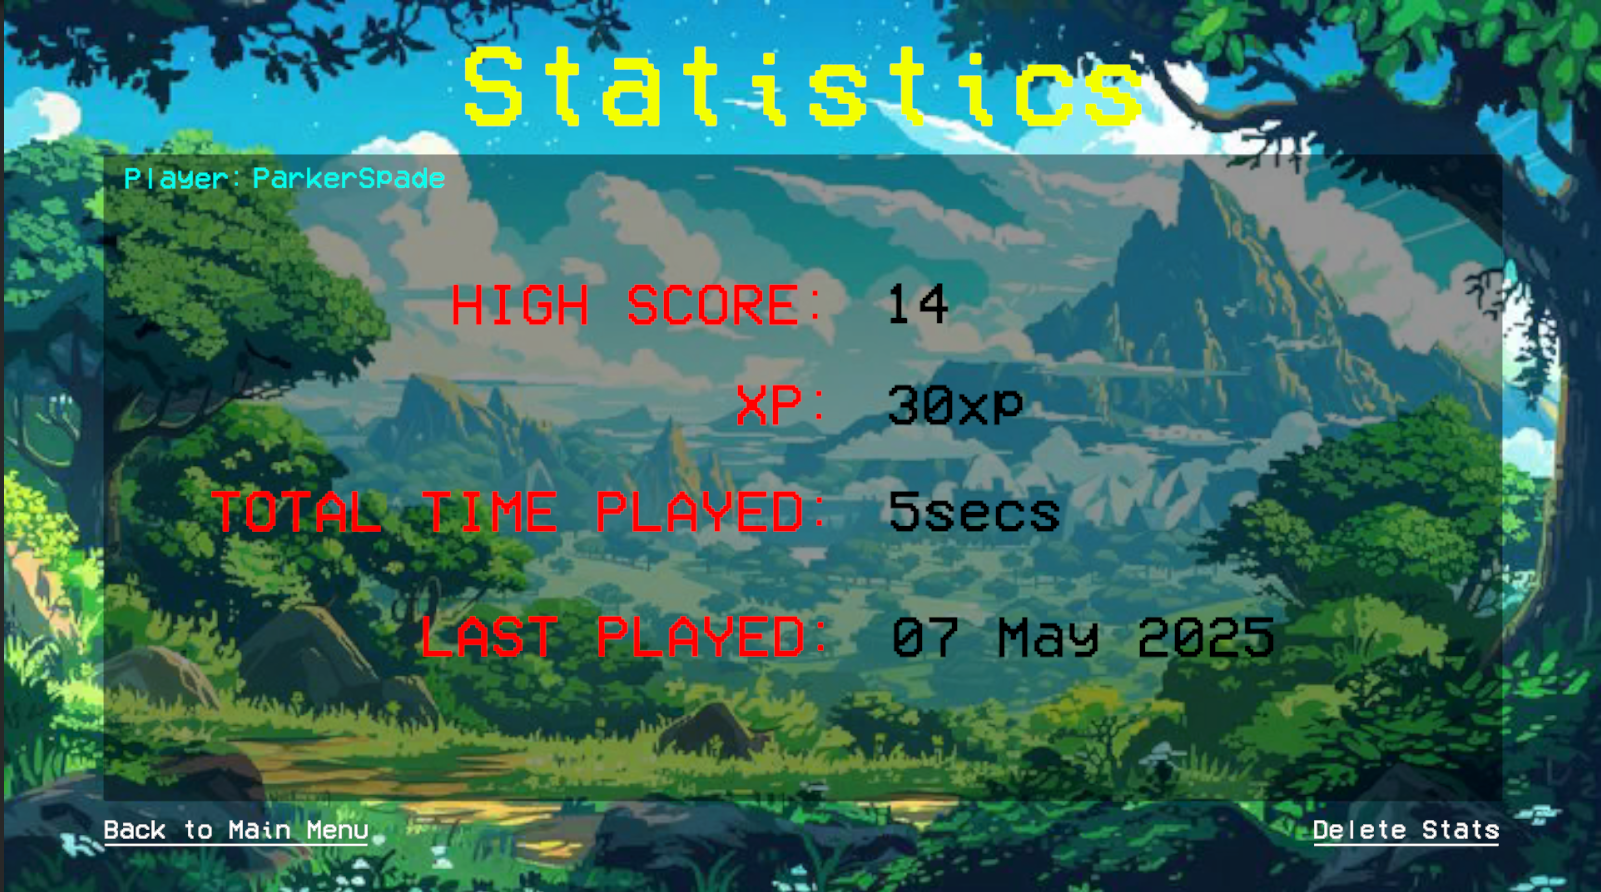 Statistics
Player: ParkerSpade
HIGH SCORE: 14
XP: 30xp
TOTAL TIME PLAYED: 5secs
LAST PLAYED: 07 May 2025
Back to Main Menu
Delete Stats